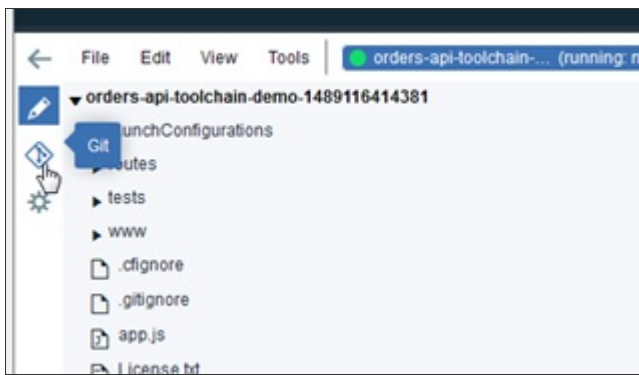 File Edit View Tools orders-api-toolchain-... (running: n
orders-api-toolchain-demo-1489116414381
unchConfigurations
Git
utes
tests
www
.cfignore
.gitignore
app.js
License.txt